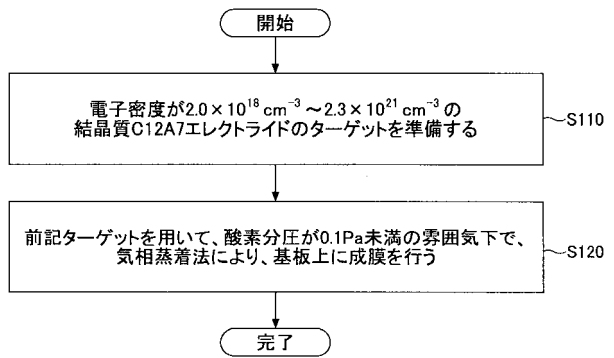 開始
電子密度が2.0×10¹⁸cm⁻³～2.3×10²¹cm⁻³の
結晶質C12A7エレクトライドのターゲットを準備する
S110
前記ターゲットを用いて、酸素分圧が0.1Pa未満の雰囲気下で、
気相蒸着法により、基板上に成膜を行う
S120
完了